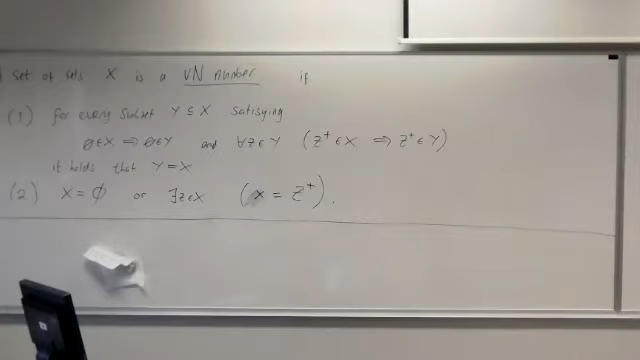 set of sets X is a VN number if
(1) for every subset Y ⊆ X satisfying
∅∈X ⇒ ∅∈Y and ∀z∈Y (z⁺∈X ⇒ z⁺∈Y)
it holds that Y = X
(2) X = ∅ or ∃z∈X (X = z⁺).